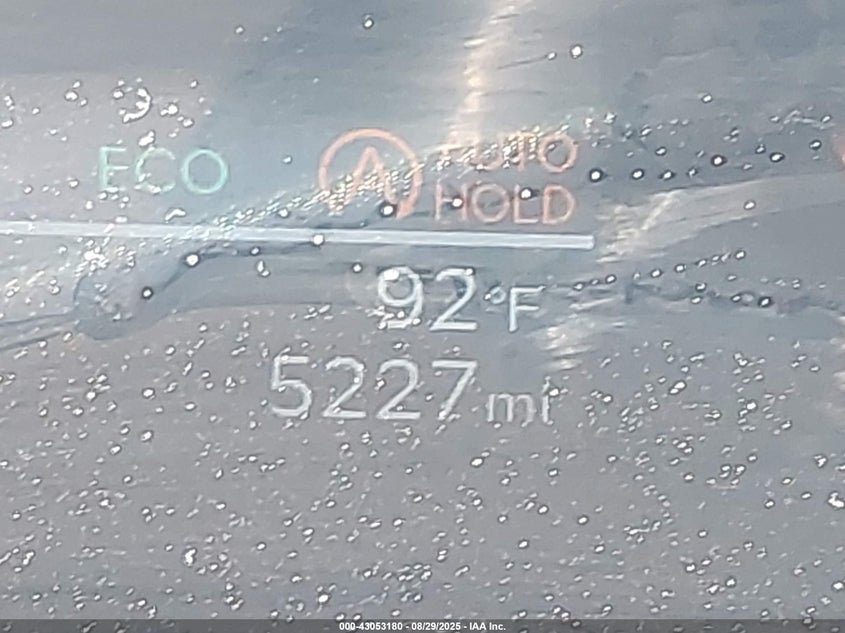 ECO AUTO
HOLD
92°F
5227 mi
000-43053180 - 08/29/2025 - IAA Inc.